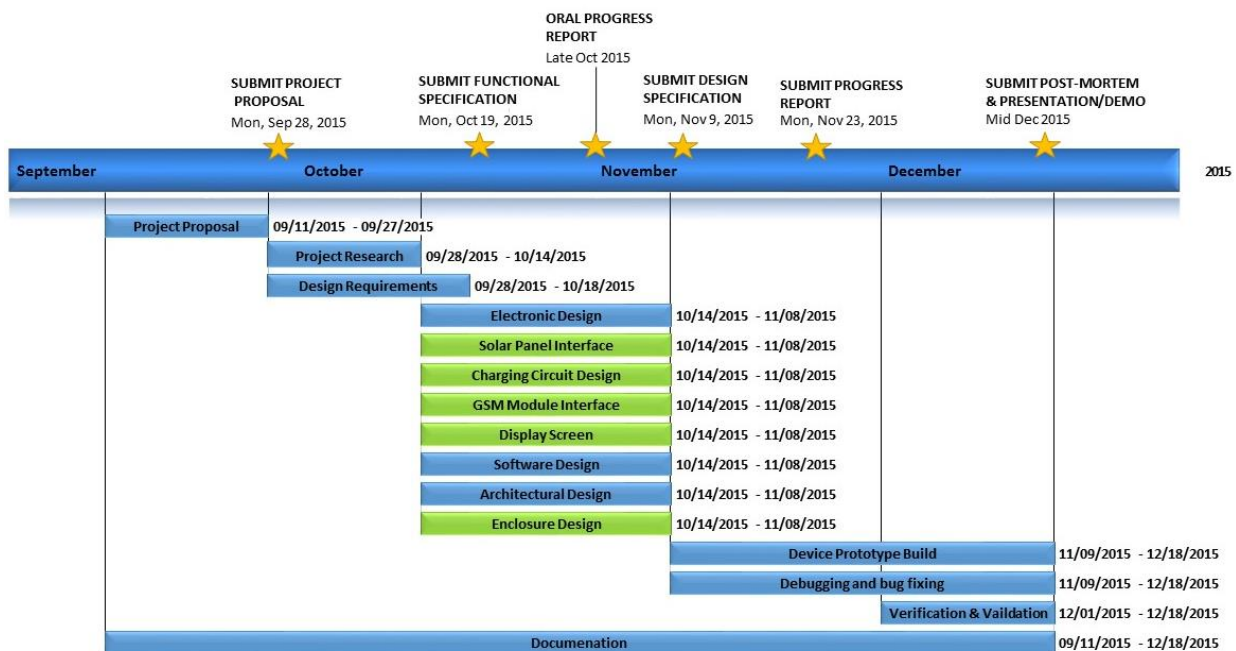 ORAL PROGRESS
REPORT
Late Oct 2015
SUBMIT PROJECT
PROPOSAL
Mon, Sep 28, 2015
SUBMIT FUNCTIONAL
SPECIFICATION
Mon, Oct 19, 2015
SUBMIT DESIGN
SPECIFICATION
Mon, Nov 9, 2015
SUBMIT PROGRESS
REPORT
Mon, Nov 23, 2015
SUBMIT POST-MORTEM
& PRESENTATION/DEMO
Mid Dec 2015
September October November December 2015
Project Proposal 09/11/2015 - 09/27/2015
Project Research 09/28/2015 - 10/14/2015
Design Requirements 09/28/2015 - 10/18/2015
Electronic Design 10/14/2015 - 11/08/2015
Solar Panel Interface 10/14/2015 - 11/08/2015
Charging Circuit Design 10/14/2015 - 11/08/2015
GSM Module Interface 10/14/2015 - 11/08/2015
Display Screen 10/14/2015 - 11/08/2015
Software Design 10/14/2015 - 11/08/2015
Architectural Design 10/14/2015 - 11/08/2015
Enclosure Design 10/14/2015 - 11/08/2015
Device Prototype Build 11/09/2015 - 12/18/2015
Debugging and bug fixing 11/09/2015 - 12/18/2015
Verification & Vaildation 12/01/2015 - 12/18/2015
Documenation 09/11/2015 - 12/18/2015